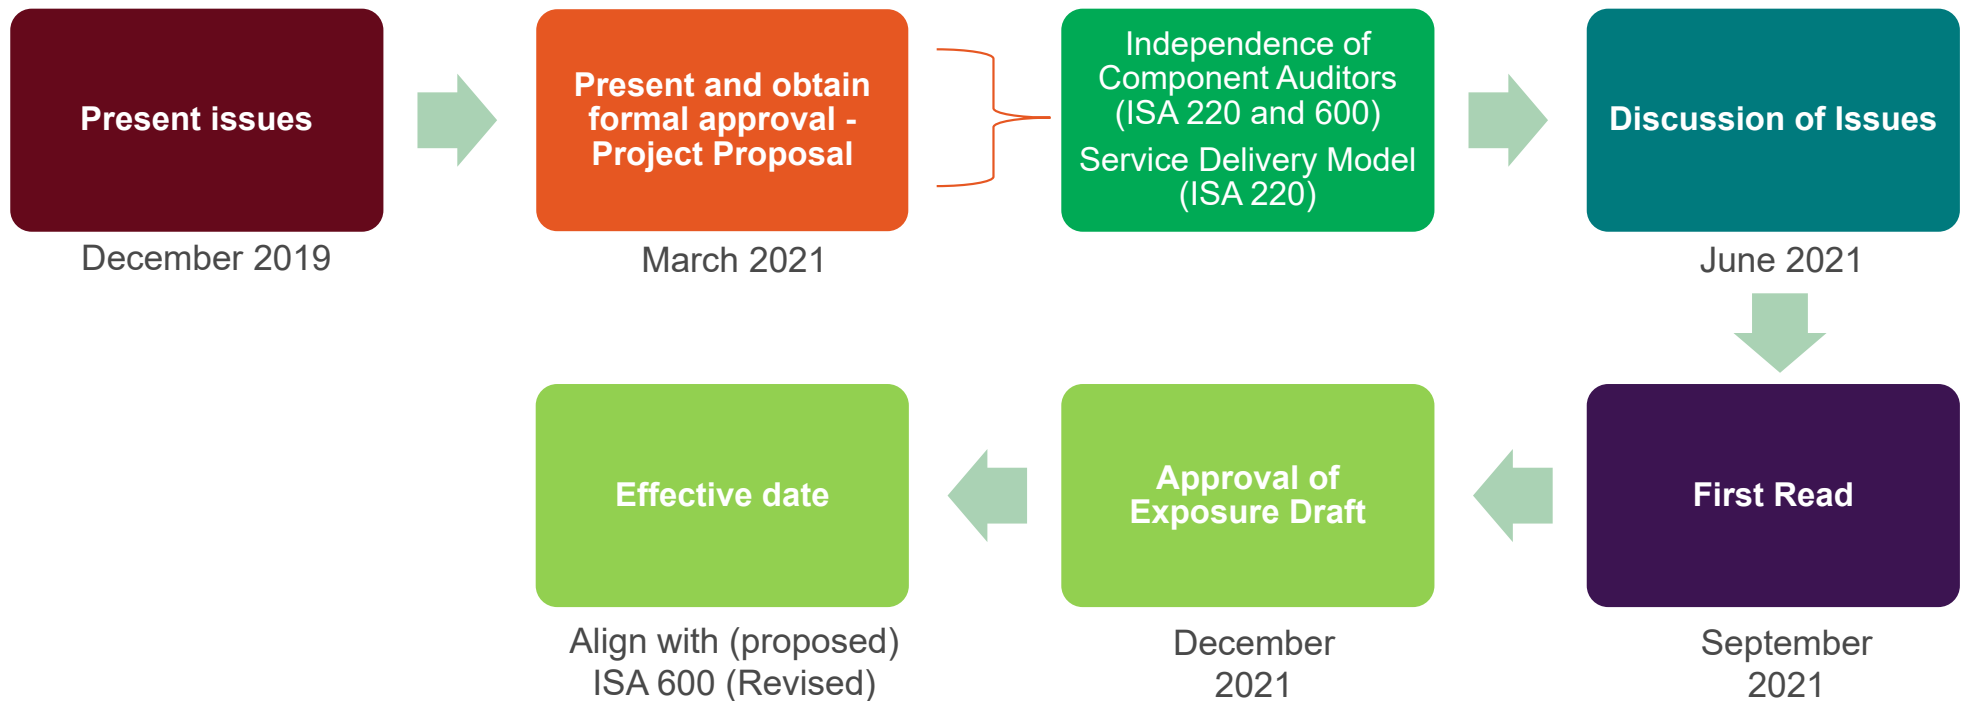 Present issues
December 2019
Present and obtain
formal approval -
Project Proposal
March 2021
Independence of
Component Auditors
(ISA 220 and 600)
Service Delivery Model
(ISA 220)
Discussion of Issues
June 2021
First Read
September
2021
Approval of
Exposure Draft
December
2021
Effective date
Align with (proposed)
ISA 600 (Revised)